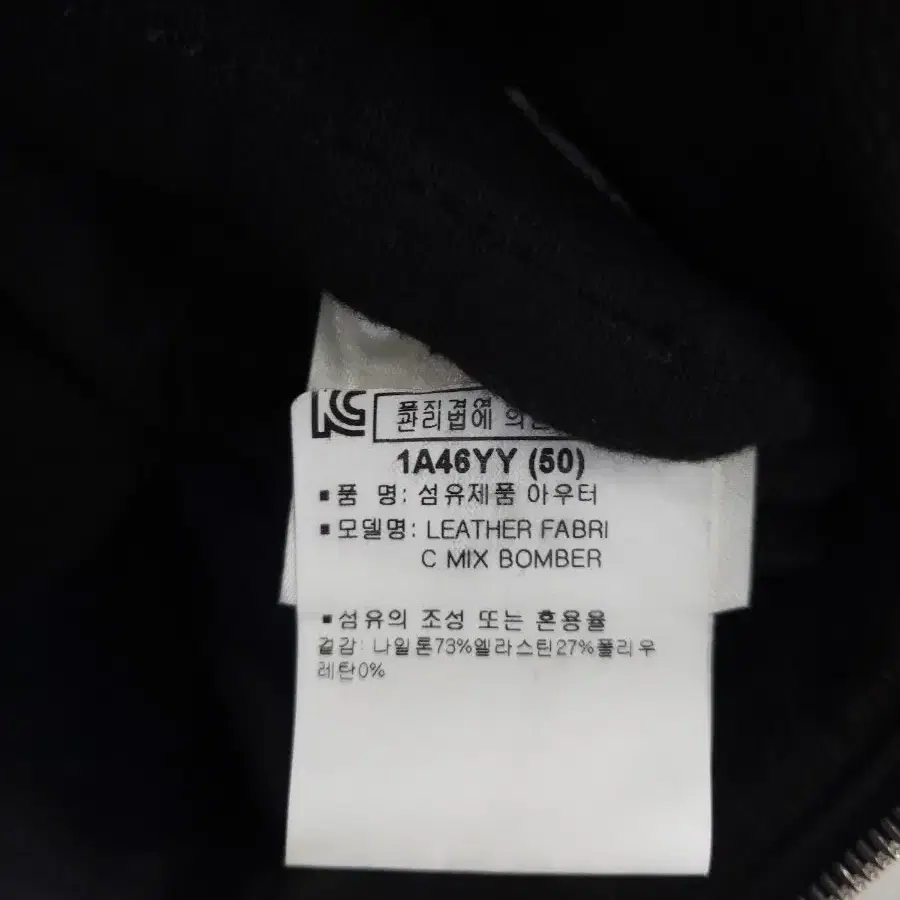 품질경영
관리법에 의한
1A46YY (50)
▪품 명: 섬유제품 아우터
▪모델명: LEATHER FABRI
C MIX BOMBER
▪섬유의 조성 또는 혼용율
겉감: 나일론73%엘라스틴27%폴리우
레탄0%